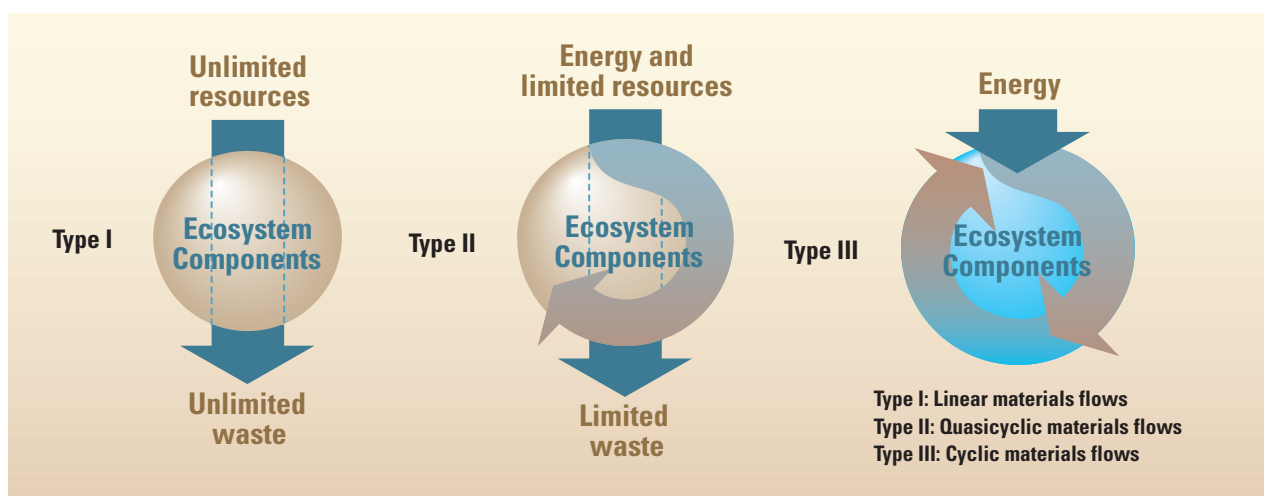 Unlimited
resources
Type I
Ecosystem
Components
Unlimited
waste
Energy and
limited resources
Type II
Ecosystem
Components
Limited
waste
Energy
Type III
Ecosystem
Components
Type I: Linear materials flows
Type II: Quasicyclic materials flows
Type III: Cyclic materials flows